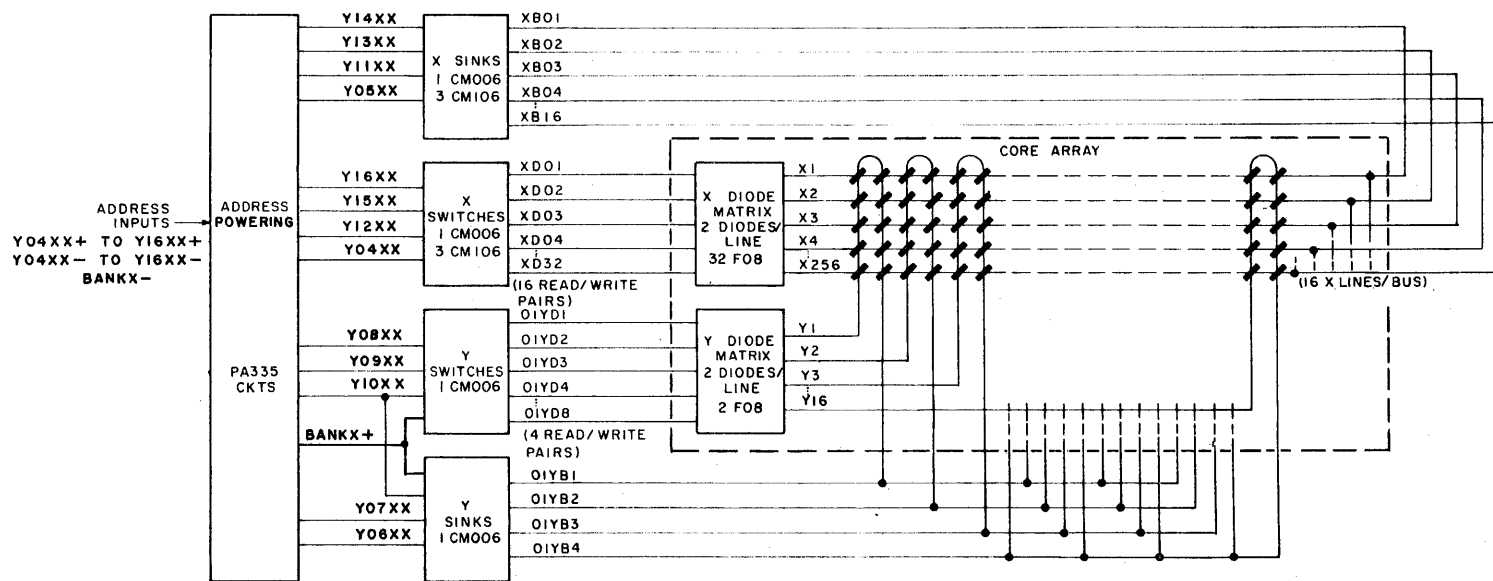 ADDRESS
INPUTS
Y04XX+ TO Y16XX+
Y04XX- TO Y16XX-
BANKX-
ADDRESS
POWERING
PA335
CKTS
Y14XX
Y13XX
Y11XX
Y05XX
X SINKS
1 CM006
3 CM106
XB01
XB02
XB03
XB04
XB16
Y16XX
Y15XX
Y12XX
Y04XX
X
SWITCHES
1 CM006
3 CM106
XD01
XD02
XD03
XD04
XD32
(16 READ/WRITE
PAIRS)
CORE ARRAY
X DIODE
MATRIX
2 DIODES/
LINE
32 F08
X1
X2
X3
X4
X256
(16 X LINES/BUS)
Y08XX
Y09XX
Y10XX
BANKX+
Y
SWITCHES
1 CM006
01YD1
01YD2
01YD3
01YD4
01YD8
(4 READ/WRITE
PAIRS)
Y DIODE
MATRIX
2 DIODES/
LINE
2 F08
Y1
Y2
Y3
Y16
Y07XX
Y06XX
Y
SINKS
1 CM006
01YB1
01YB2
01YB3
01YB4